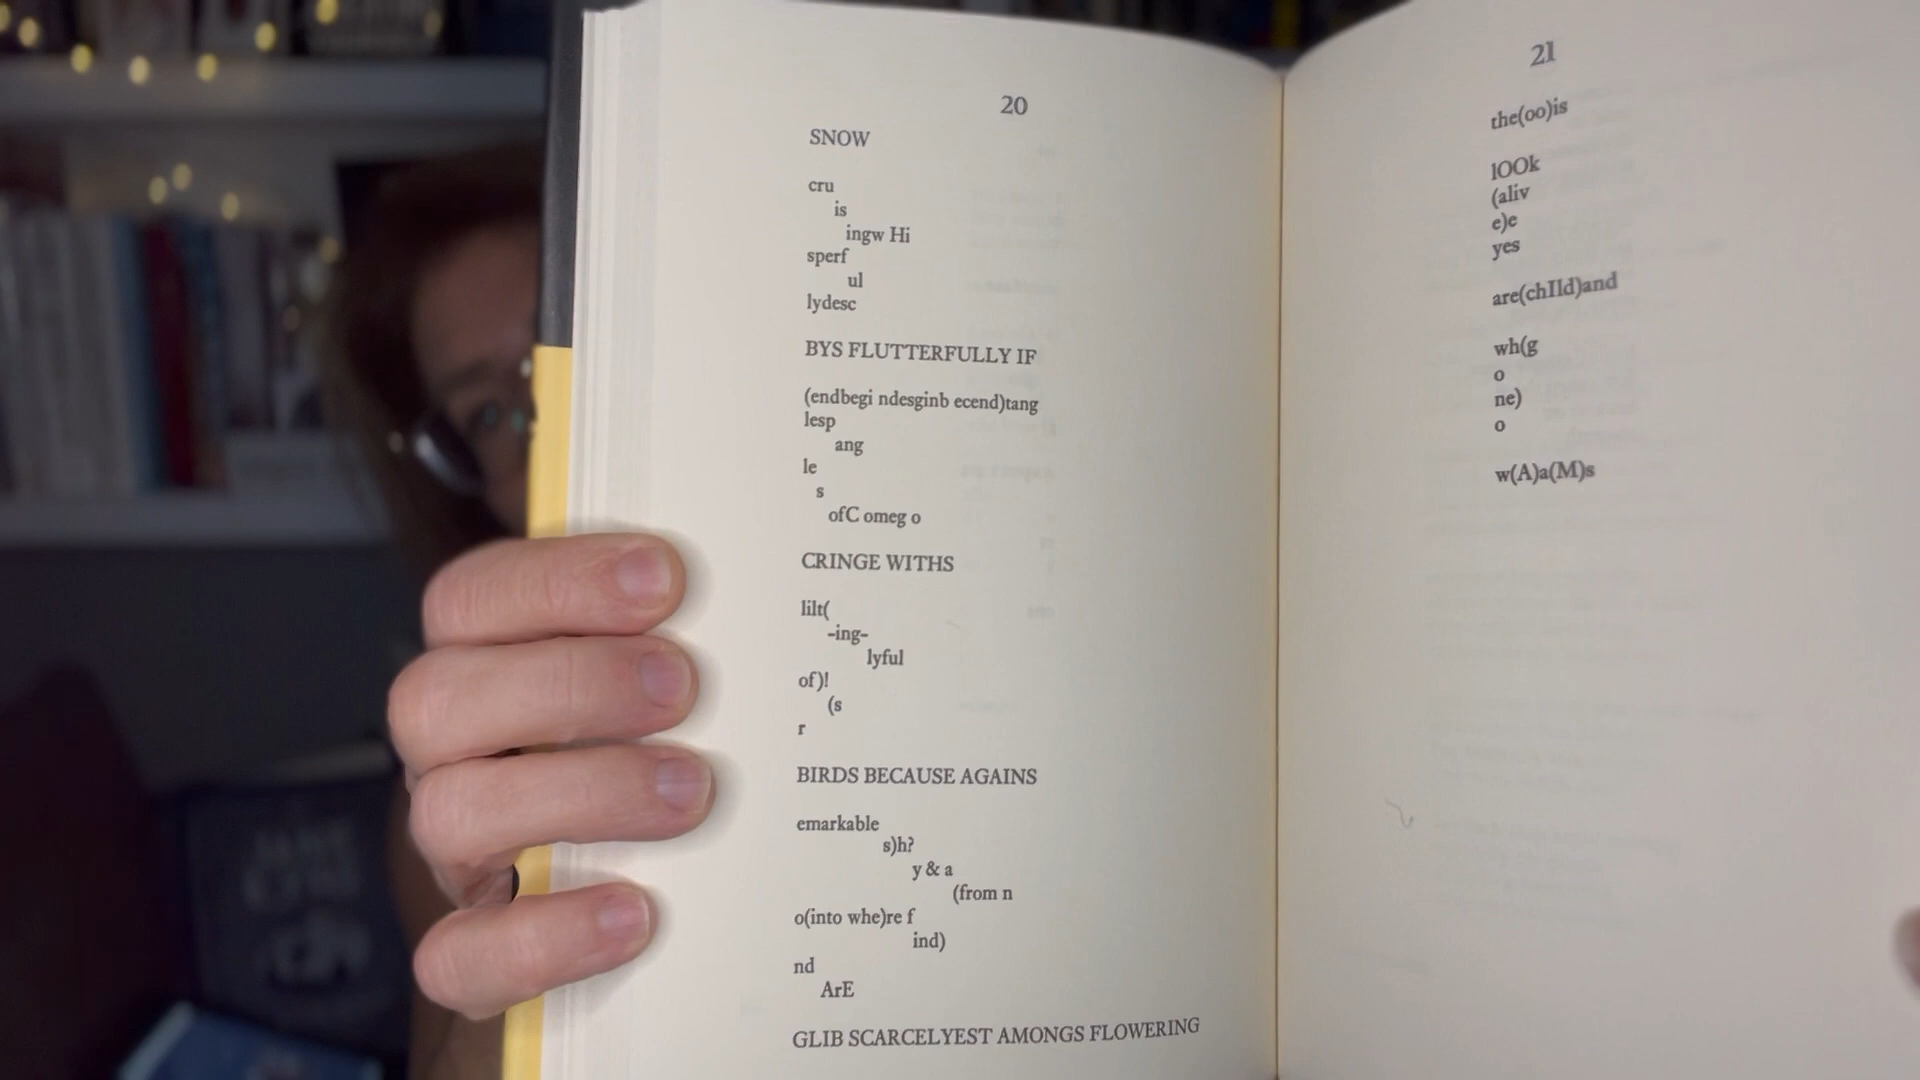 20
SNOW
cru
is
ingw Hi
sperf
ul
lydesc
BYS FLUTTERFULLY IF
(endbegi ndesginb ecend)tang
lesp
ang
le
s
ofC omeg o
CRINGE WITHS
lilt(
-ing-
lyful
of)!
(s
r
BIRDS BECAUSE AGAINS
emarkable
s)h?
y & a
(from n
o(into whe)re f
ind)
nd
ArE
GLIB SCARCELYEST AMONGS FLOWERING
21
the(oo)is
lOOk
(aliv
e)e
yes
are(chIld)and
wh(g
o
ne)
o
w(A)a(M)s